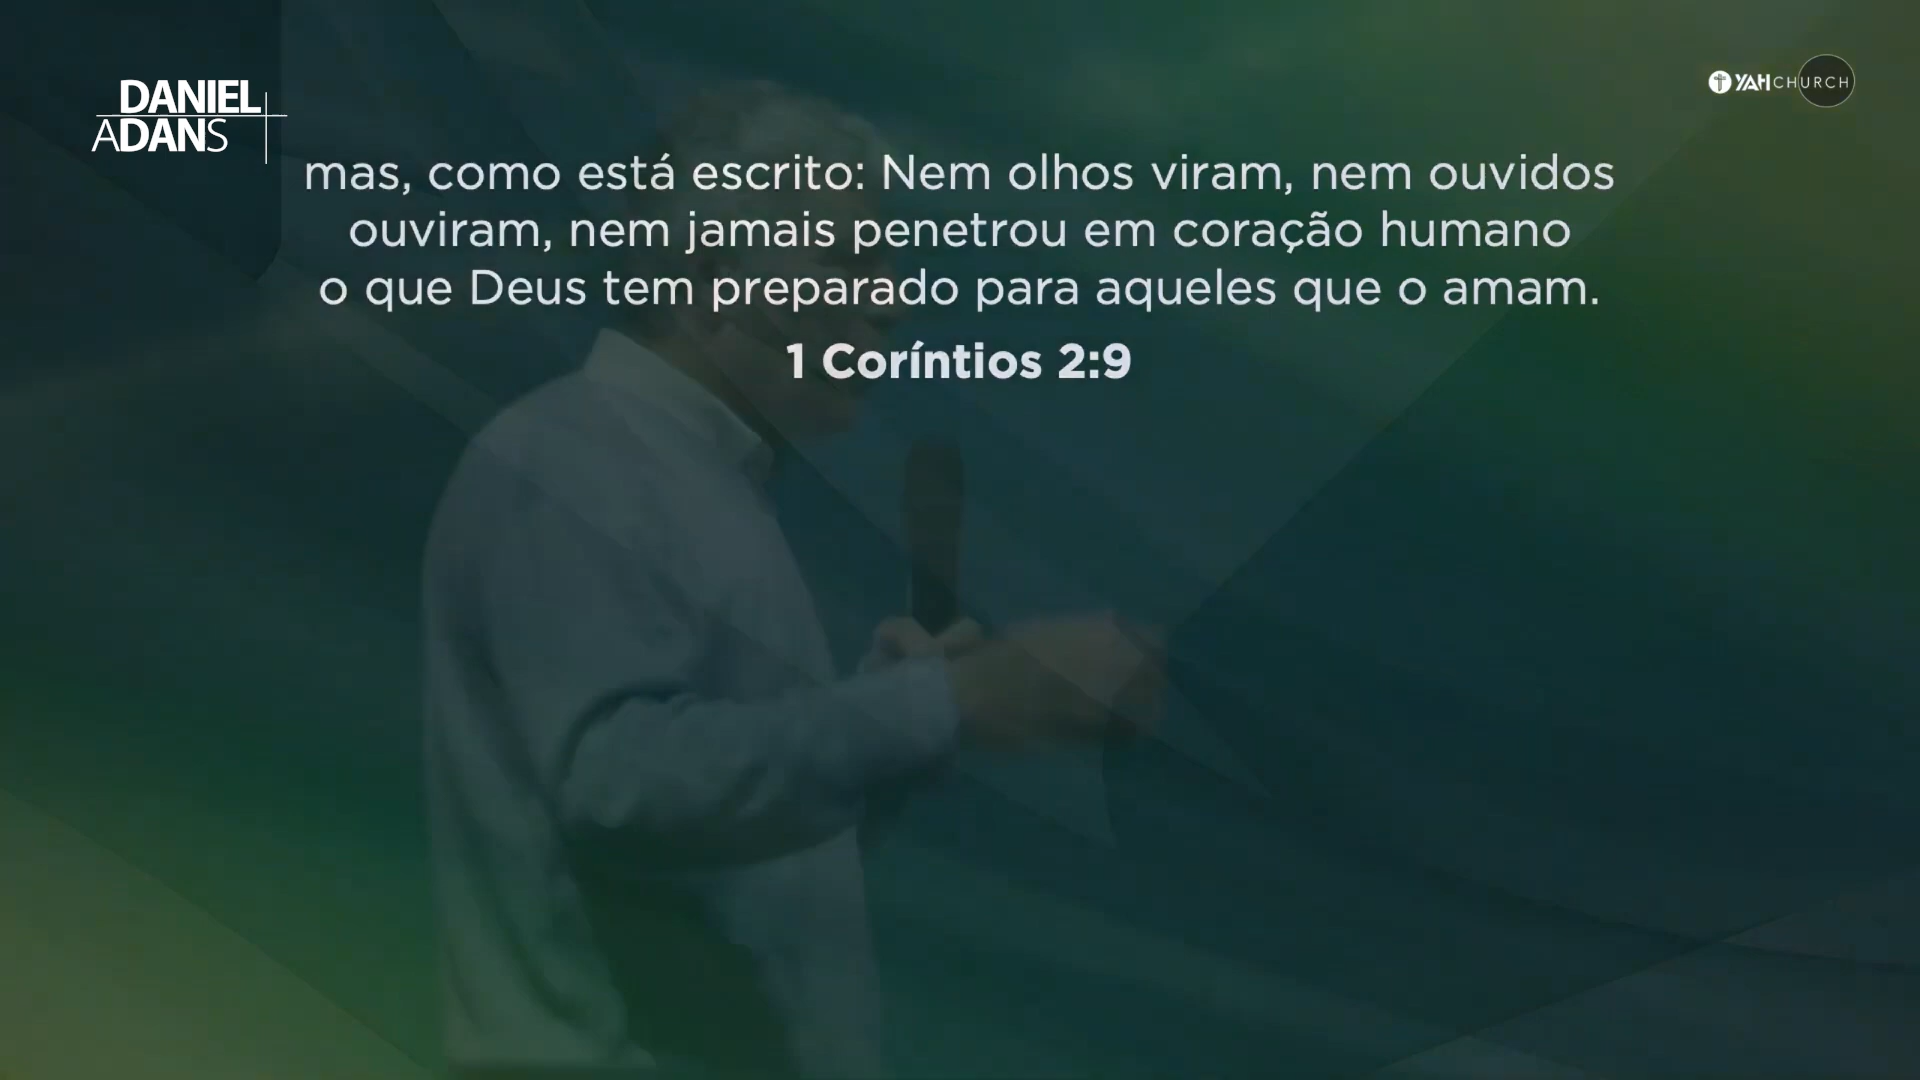 DANIEL
ADANS
YAH CHURCH
mas, como está escrito: Nem olhos viram, nem ouvidos
ouviram, nem jamais penetrou em coração humano
o que Deus tem preparado para aqueles que o amam.
1 Coríntios 2:9